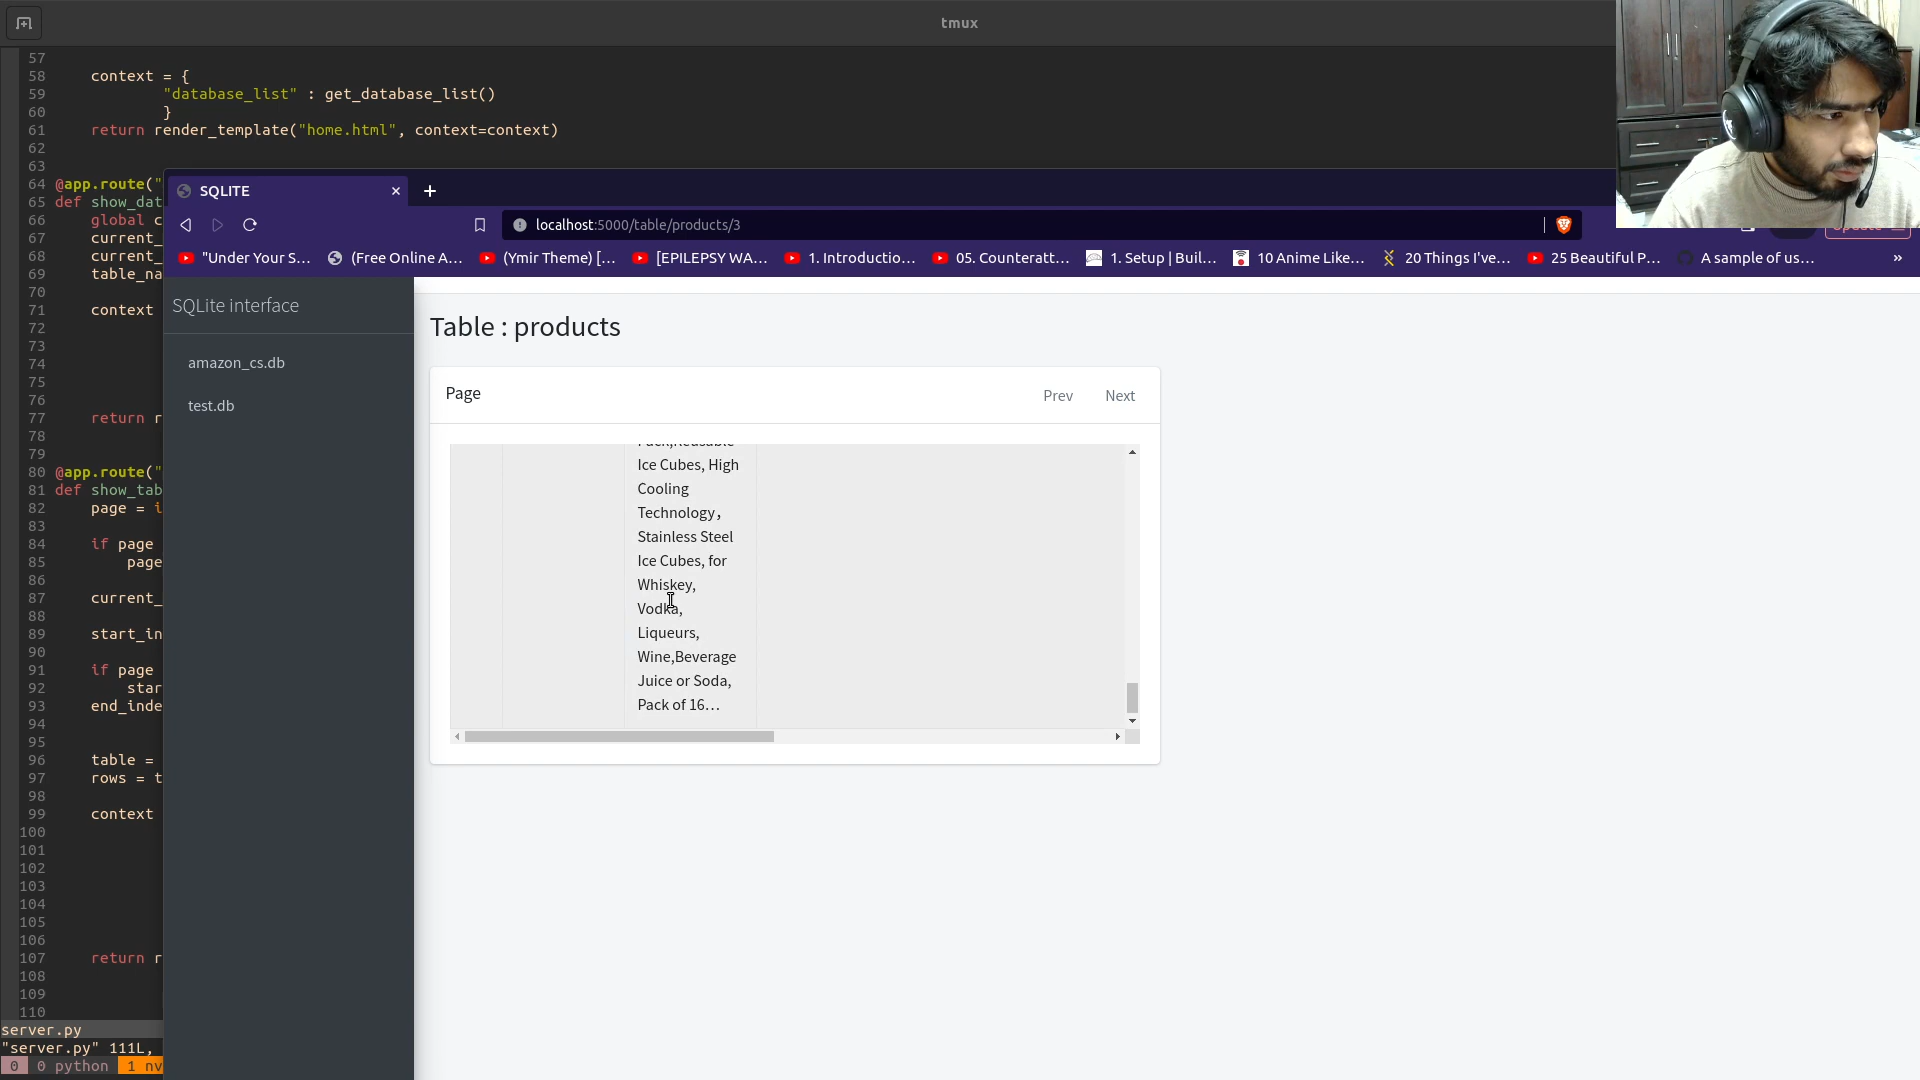 tmux
57
58 context = {
59 "database_list" : get_database_list()
60 }
61 return render_template("home.html", context=context)
62
63
64 @app.route("
65 def show_dat
66 global c
67 current_
68 current_
69 table_na
70
71 context
72
73
74
75
76
77 return r
78
79
80 @app.route("
81 def show_tab
82 page = i
83
84 if page
85 page
86
87 current_
88
89 start_in
90
91 if page
92 star
93 end_inde
94
95
96 table =
97 rows = t
98
99 context
100
101
102
103
104
105
106
107 return r
108
109
110
server.py
"server.py" 111L,
0 0 python 1 nv
SQLITE
localhost:5000/table/products/3
"Under Your S... (Free Online A... (Ymir Theme) [... [EPILEPSY WA... 1. Introductio... 05. Counteratt... 1. Setup | Buil... 10 Anime Like... 20 Things I've... 25 Beautiful P... A sample of us... »
SQLite interface
amazon_cs.db
test.db
Table : products
Page Prev Next
Pack,Reusable
Ice Cubes, High
Cooling
Technology，
Stainless Steel
Ice Cubes, for
Whiskey,
Vodka,
Liqueurs,
Wine,Beverage
Juice or Soda,
Pack of 16…